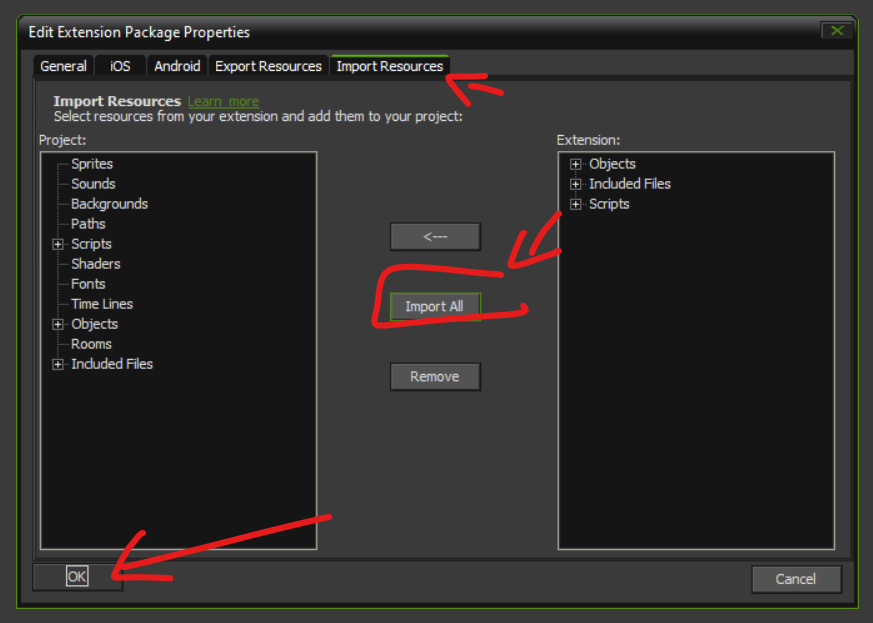 Edit Extension Package Properties
General iOS Android Export Resources Import Resources
Import Resources Learn more
Select resources from your extension and add them to your project:
Project:
Sprites
Sounds
Backgrounds
Paths
Scripts
Shaders
Fonts
Time Lines
Objects
Rooms
Included Files
<---
Import All
Remove
Extension:
Objects
Included Files
Scripts
OK
Cancel